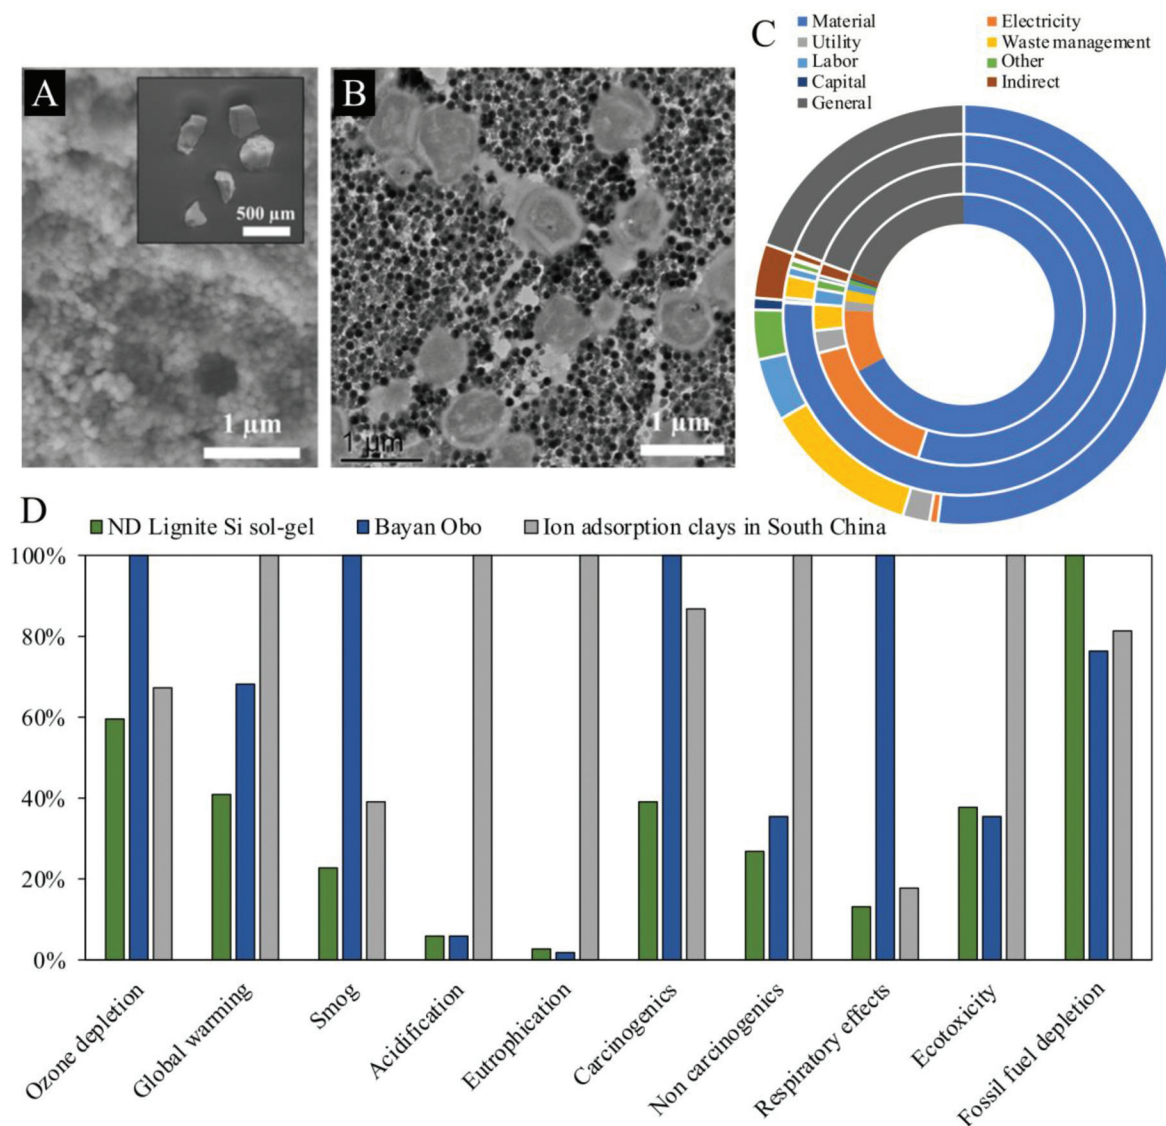 A
500 µm
1 µm
B
1 µm
1 µm
C
Material
Electricity
Utility
Waste management
Labor
Other
Capital
Indirect
General
D
ND Lignite Si sol-gel
Bayan Obo
Ion adsorption clays in South China
100%
80%
60%
40%
20%
0%
Ozone depletion
Global warming
Smog
Acidification
Eutrophication
Carcinogenics
Non carcinogenics
Respiratory effects
Ecotoxicity
Fossil fuel depletion